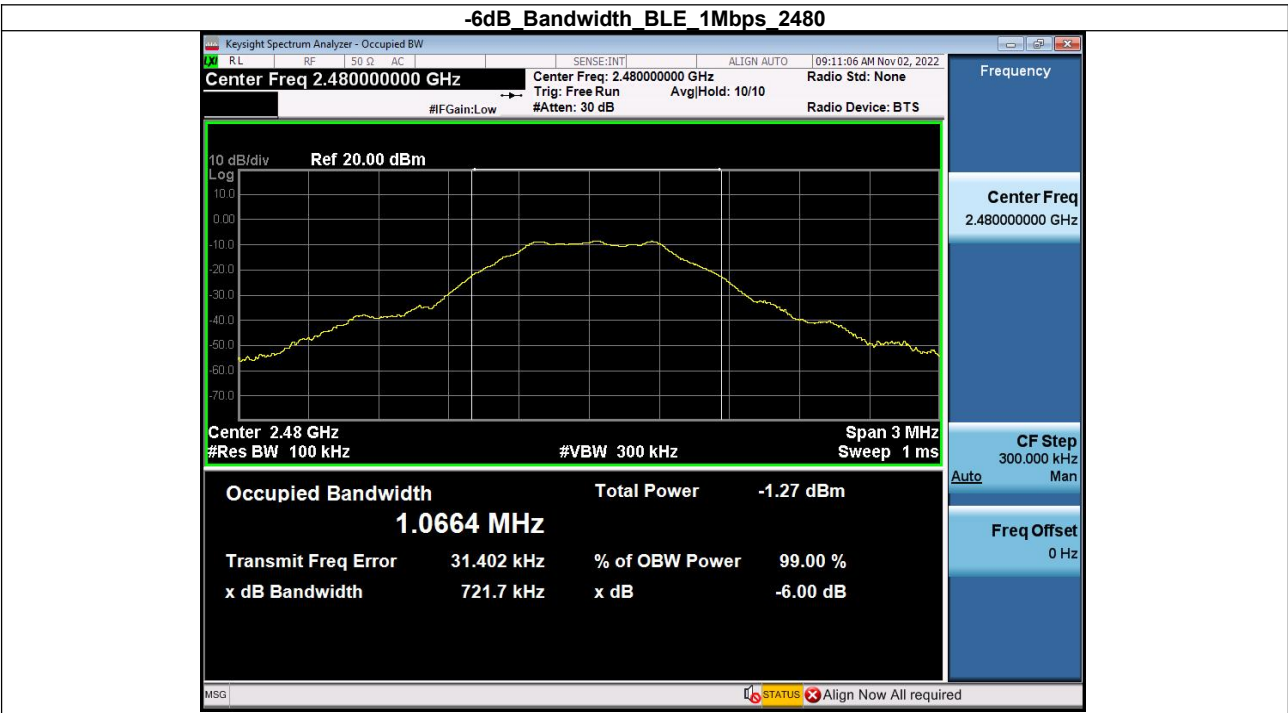 -6dB_Bandwidth_BLE_1Mbps_2480
Keysight Spectrum Analyzer - Occupied BW
LXI RL RF 50 Ω AC SENSE:INT ALIGN AUTO 09:11:06 AM Nov 02, 2022
Center Freq 2.480000000 GHz Center Freq: 2.480000000 GHz Radio Std: None
Trig: Free Run Avg|Hold: 10/10
#IFGain:Low #Atten: 30 dB Radio Device: BTS
10 dB/div Ref 20.00 dBm
Log
10.0
0.00
-10.0
-20.0
-30.0
-40.0
-50.0
-60.0
-70.0
Center 2.48 GHz Span 3 MHz
#Res BW 100 kHz #VBW 300 kHz Sweep 1 ms
Occupied Bandwidth Total Power -1.27 dBm
1.0664 MHz
Transmit Freq Error 31.402 kHz % of OBW Power 99.00 %
x dB Bandwidth 721.7 kHz x dB -6.00 dB
MSG STATUS Align Now All required
Frequency
Center Freq
2.480000000 GHz
CF Step
300.000 kHz
Auto Man
Freq Offset
0 Hz